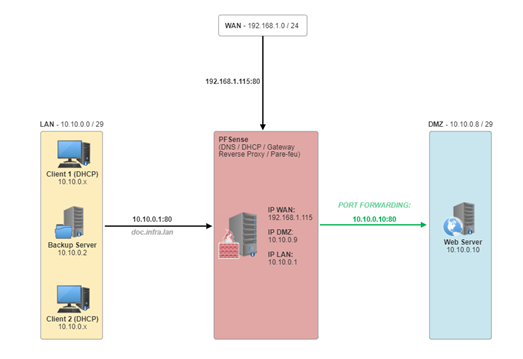 WAN - 192.168.1.0 / 24
192.168.1.115:80
LAN - 10.10.0.0 / 29
DMZ - 10.10.0.8 / 29
PFSense
(DNS / DHCP / Gateway
Reverse Proxy / Pare-feu)
Client 1 (DHCP)
10.10.0.x
Backup Server
10.10.0.2
Client 2 (DHCP)
10.10.0.x
10.10.0.1:80
doc.infra.lan
IP WAN:
192.168.1.115
IP DMZ:
10.10.0.9
IP LAN:
10.10.0.1
PORT FORWARDING:
10.10.0.10:80
Web Server
10.10.0.10